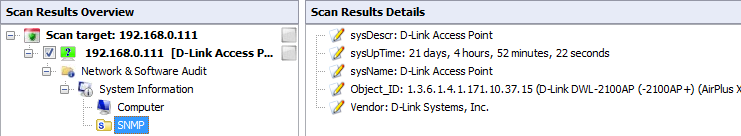 Scan Results Overview
Scan target: 192.168.0.111
192.168.0.111 [D-Link Access P...
Network & Software Audit
System Information
Computer
SNMP
Scan Results Details
sysDescr: D-Link Access Point
sysUpTime: 21 days, 4 hours, 52 minutes, 22 seconds
sysName: D-Link Access Point
Object_ID: 1.3.6.1.4.1.171.10.37.15 (D-Link DWL-2100AP (-2100AP+) (AirPlus X
Vendor: D-Link Systems, Inc.